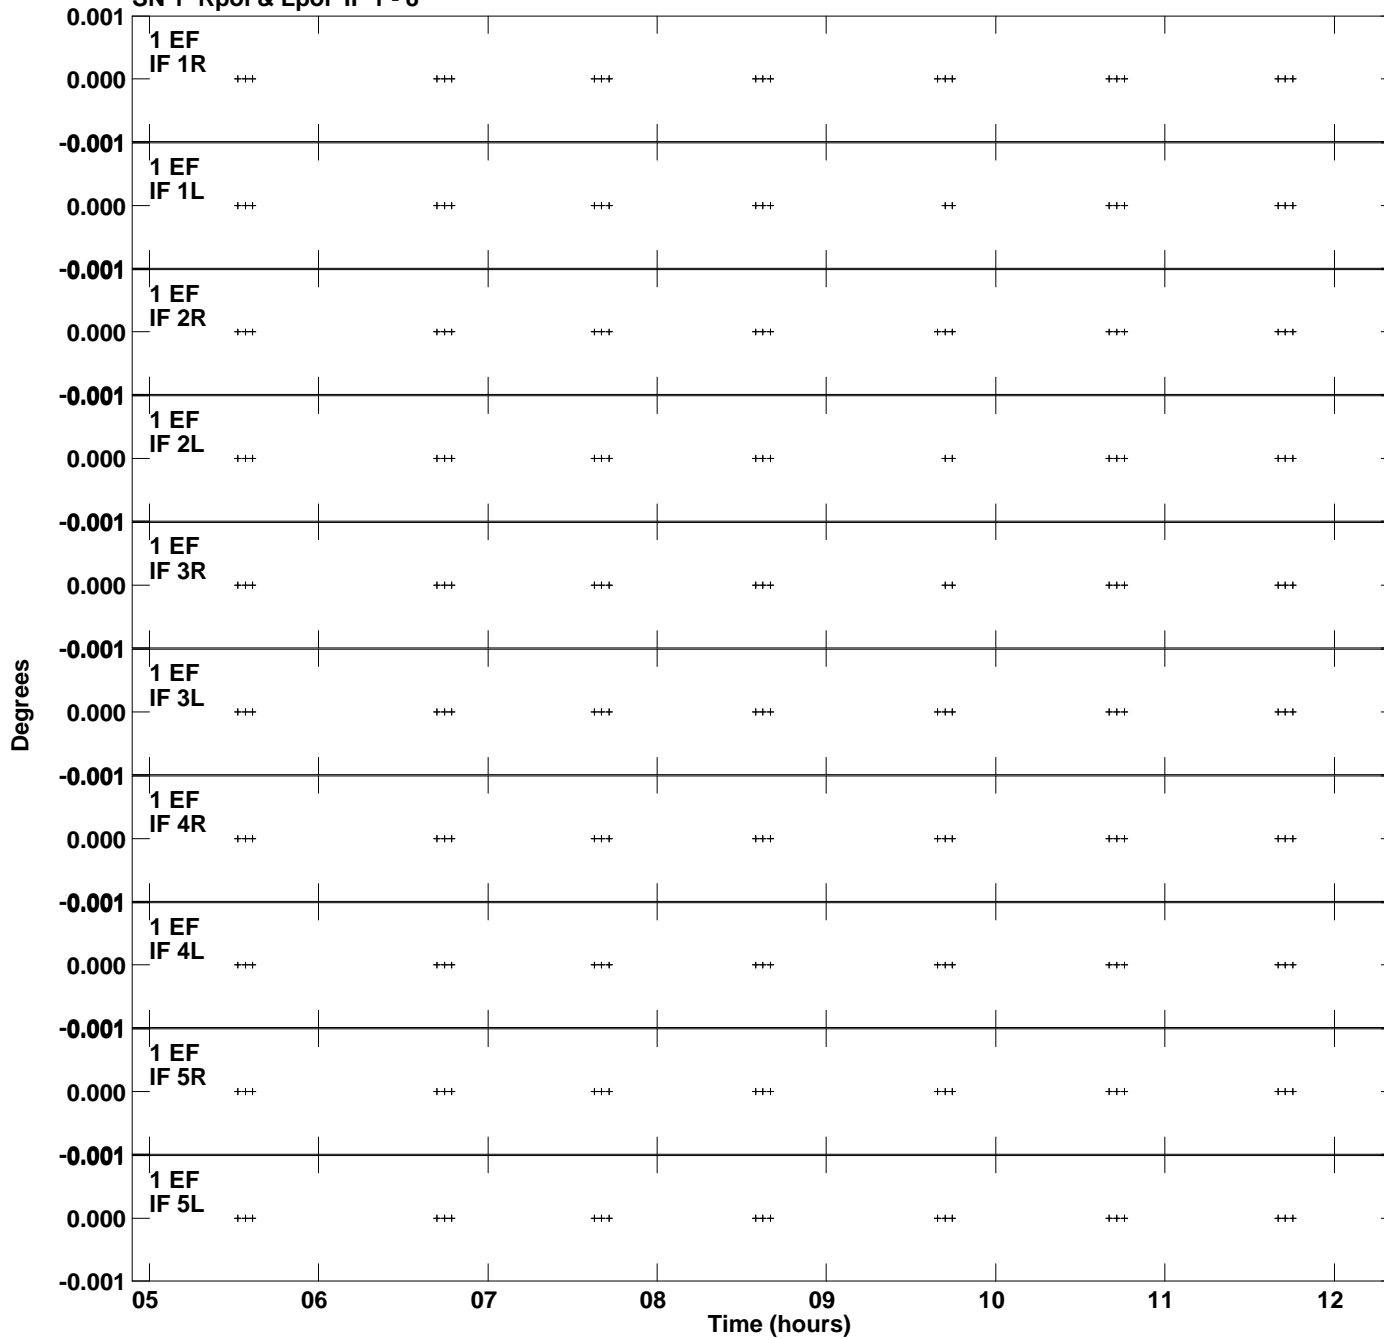 Rpol & Lpol IF
0.001
1 EF
IF 1R
0.000
-0.001
1 EF
IF 1L
0.000
-0.001
1 EF
IF 2R
0.000
-0.001
1 EF
IF 2L
0.000
-0.001
1 EF
IF 3R
0.000
-0.001
1 EF
IF 3L
0.000
-0.001
1 EF
IF 4R
0.000
-0.001
1 EF
IF 4L
0.000
-0.001
1 EF
IF 5R
0.000
-0.001
1 EF
IF 5L
0.000
-0.001
Degrees
05 06 07 08 09 10 11 12
Time (hours)